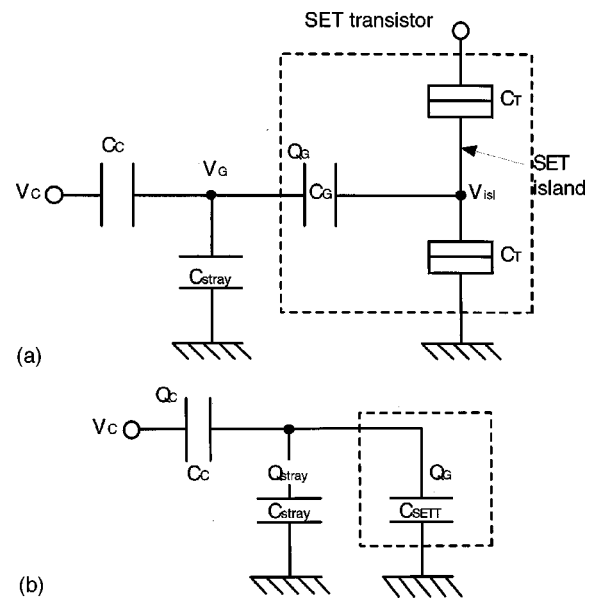 SET transistor
CT
CC
VG
QG
SET
island
VC
CG
Visl
Cstray
CT
(a)
QC
VC
CC
Qstray
QG
Cstray
CSETT
(b)